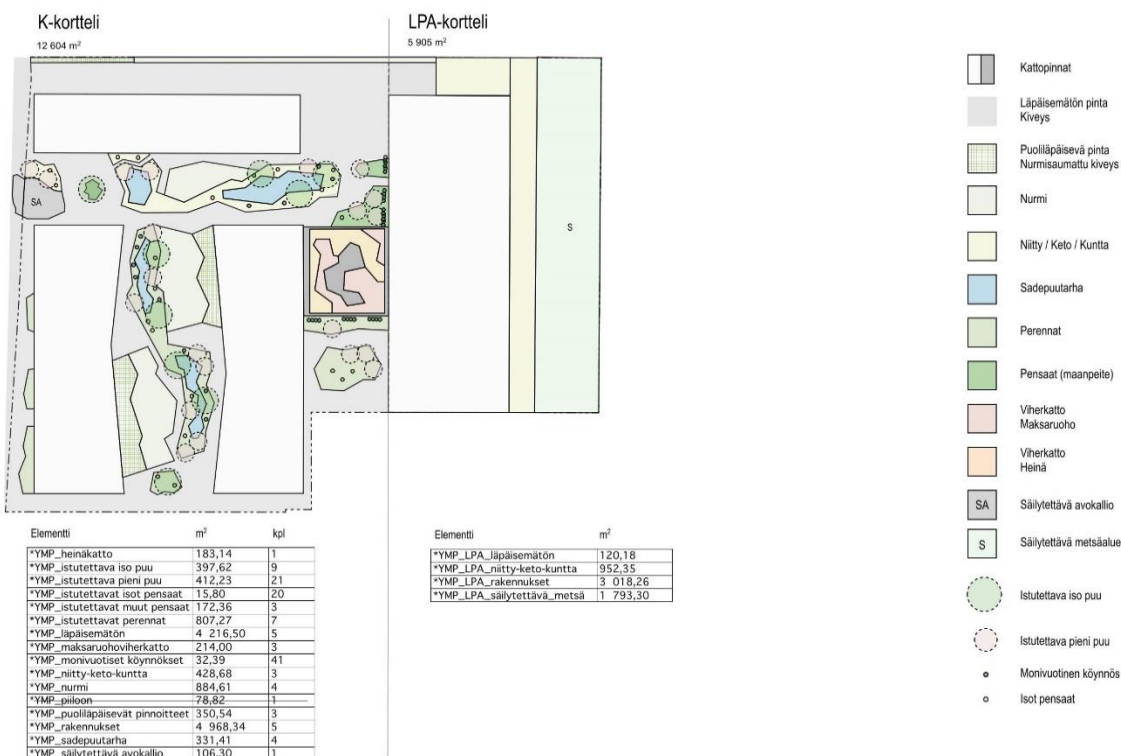 K-kortteli
12 604 m²
LPA-kortteli
5 905 m²
SA
S
Elementti m² kpl
*YMP_heinäkatto 183,14 1
*YMP_istutettava iso puu 397,62 9
*YMP_istutettava pieni puu 412,23 21
*YMP_istutettavat isot pensaat 15,80 20
*YMP_istutettavat muut pensaat 172,36 3
*YMP_istutettavat perennat 807,27 7
*YMP_läpäisemätön 4 216,50 5
*YMP_maksaruohoviherkatto 214,00 3
*YMP_monivuotiset köynnökset 32,39 41
*YMP_niitty-keto-kuntta 428,68 3
*YMP_nurmi 884,61 4
*YMP_piiloon 78,82 1
*YMP_puoliläpäisevät pinnoitteet 350,54 3
*YMP_rakennukset 4 968,34 5
*YMP_sadepuutarha 331,41 4
*YMP_säilytettävä avokallio 106,30 1
Elementti m²
*YMP_LPA_läpäisemätön 120,18
*YMP_LPA_niitty-keto-kuntta 952,35
*YMP_LPA_rakennukset 3 018,26
*YMP_LPA_säilytettävä_metsä 1 793,30
Kattopinnat
Läpäisemätön pinta
Kiveys
Puoliläpäisevä pinta
Nurmisaumattu kiveys
Nurmi
Niitty / Keto / Kuntta
Sadepuutarha
Perennat
Pensaat (maanpeite)
Viherkatto
Maksaruoho
Viherkatto
Heinä
SA Säilytettävä avokallio
S Säilytettävä metsäalue
Istutettava iso puu
Istutettava pieni puu
Monivuotinen köynnös
Isot pensaat